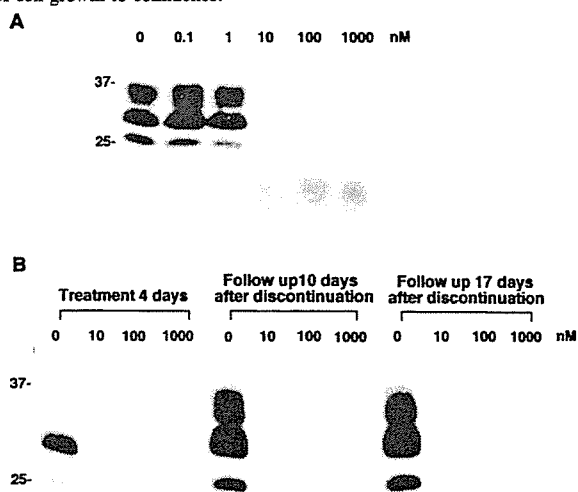 of cell growth to confluence.
A
0 0.1 1 10 100 1000 nM
37-
25-
B
Treatment 4 days
Follow up10 days
after discontinuation
Follow up 17 days
after discontinuation
0 10 100 1000 0 10 100 1000 0 10 100 1000 nM
37-
25-